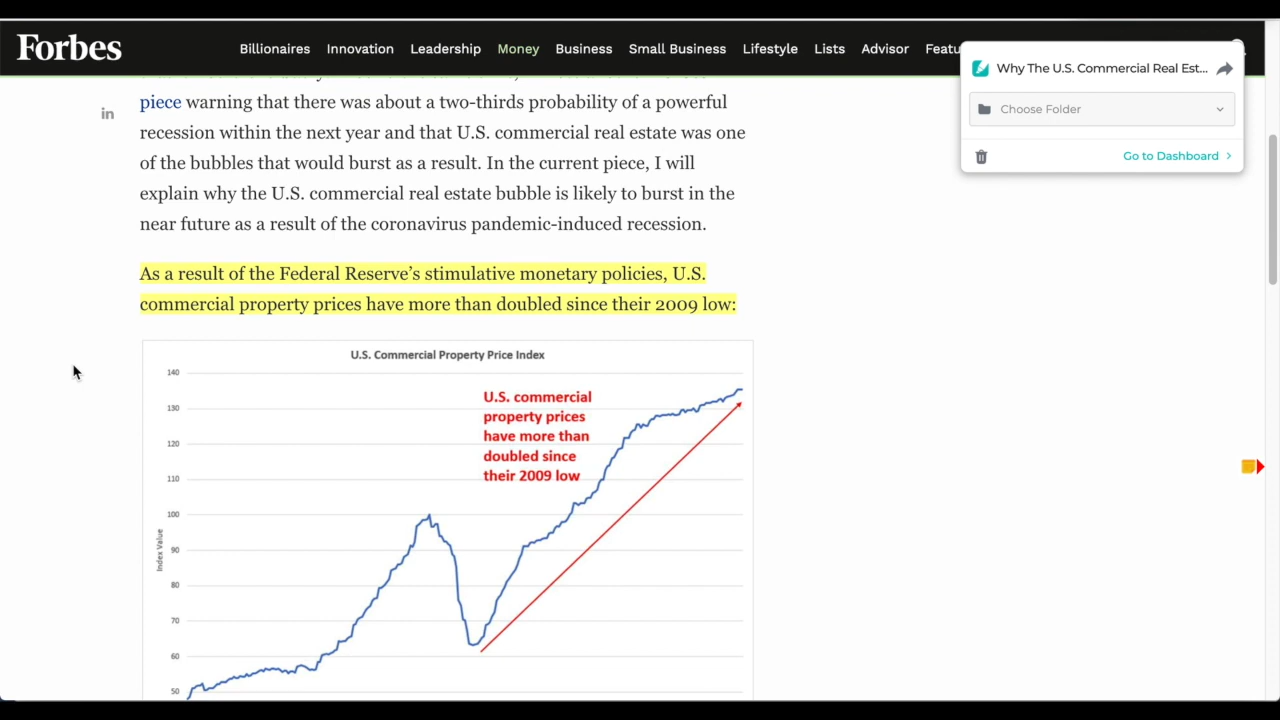 Forbes
Billionaires Innovation Leadership Money Business Small Business Lifestyle Lists Advisor Featu
Why The U.S. Commercial Real Est...
Choose Folder
Go to Dashboard
piece warning that there was about a two-thirds probability of a powerful
recession within the next year and that U.S. commercial real estate was one
of the bubbles that would burst as a result. In the current piece, I will
explain why the U.S. commercial real estate bubble is likely to burst in the
near future as a result of the coronavirus pandemic-induced recession.
in
As a result of the Federal Reserve’s stimulative monetary policies, U.S.
commercial property prices have more than doubled since their 2009 low:
U.S. Commercial Property Price Index
140
130
120
110
100
90
80
70
60
50
Index Value
U.S. commercial
property prices
have more than
doubled since
their 2009 low